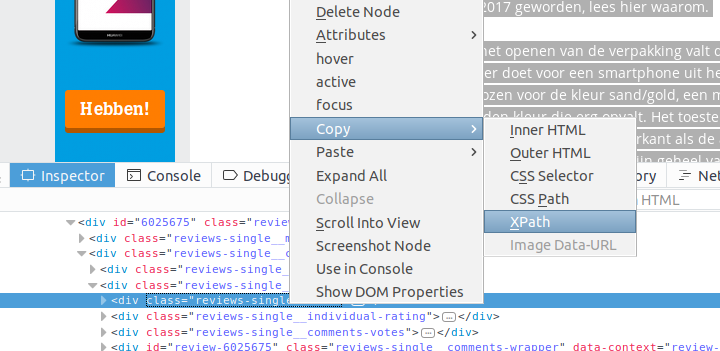 Delete Node
2017 geworden, lees hier waarom.
Attributes
hover
het openen van de verpakking valt
active
er doet voor een smartphone uit he
focus
ozen voor de kleur sand/gold, een
Hebben!
den kleur die erg opvalt. Het toeste
Copy
Inner HTML
rkant als de
Paste
Outer HTML
geheel va
Inspector
Console
Debugg
Expand All
CSS Selector
Net
Collapse
CSS Path
HTML
Scroll Into View
XPath
<div id="6025675" class="review
Screenshot Node
Image Data-URL
<div class="reviews-single__m
<div class="reviews-single__c
Use in Console
<div class="reviews-single__
<div class="reviews-single__
Show DOM Properties
<div class="reviews-single
<div class="reviews-single__individual-rating">…</div>
<div class="reviews-single__comments-votes">…</div>
<div id="review-6025675" class="reviews-single__comments-wrapper" data-context="review-